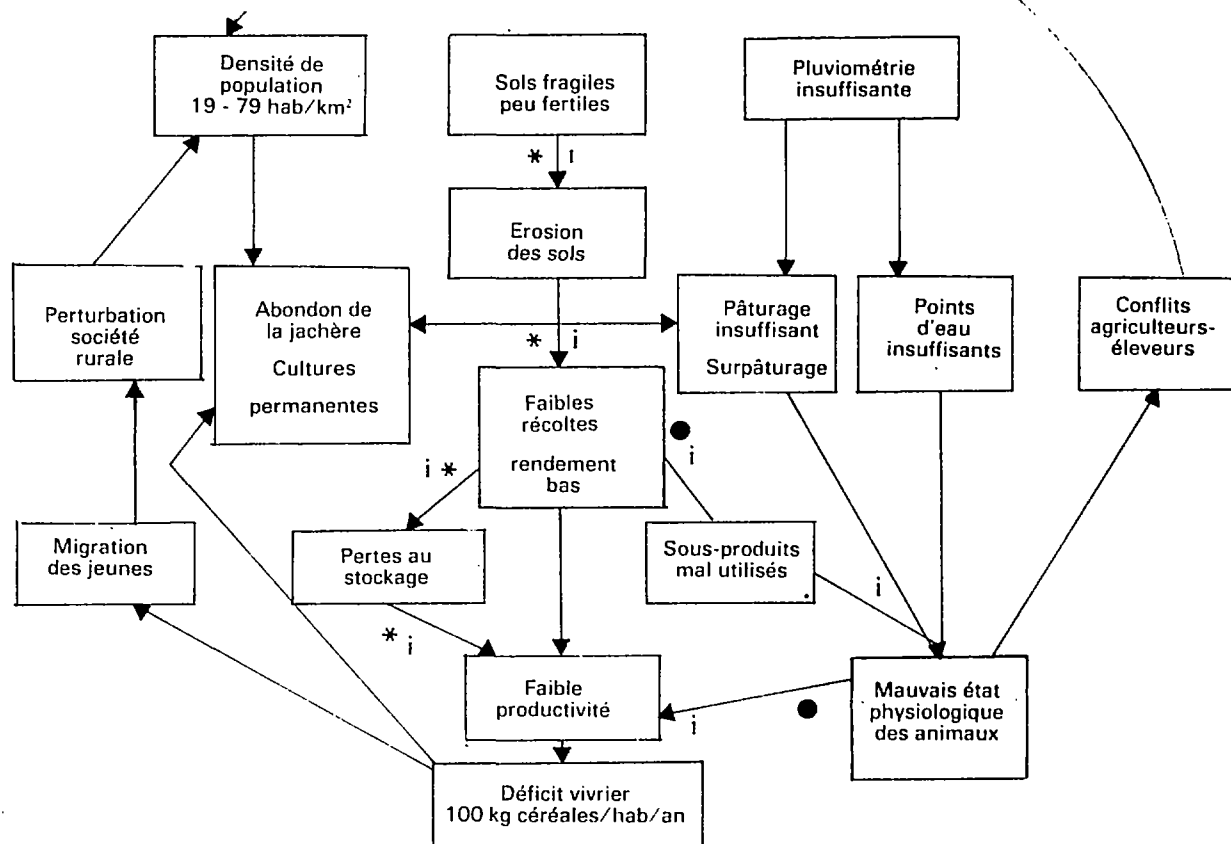 Densité de
population
19 - 79 hab/km²
Sols fragiles
peu fertiles
Pluviométrie
insuffisante
* i
Erosion
des sols
Perturbation
société
rurale
Abondon de
la jachère
Cultures
permanentes
* i
Pâturage
insuffisant
Surpâturage
Points
d'eau
insuffisants
Conflits
agriculteurs-
éleveurs
Faibles
récoltes
rendement
bas
i *
i
Migration
des jeunes
Pertes au
stockage
Sous-produits
mal utilisés
i
* i
Faible
productivité
i
Mauvais état
physiologique
des animaux
Déficit vivrier
100 kg céréales/hab/an